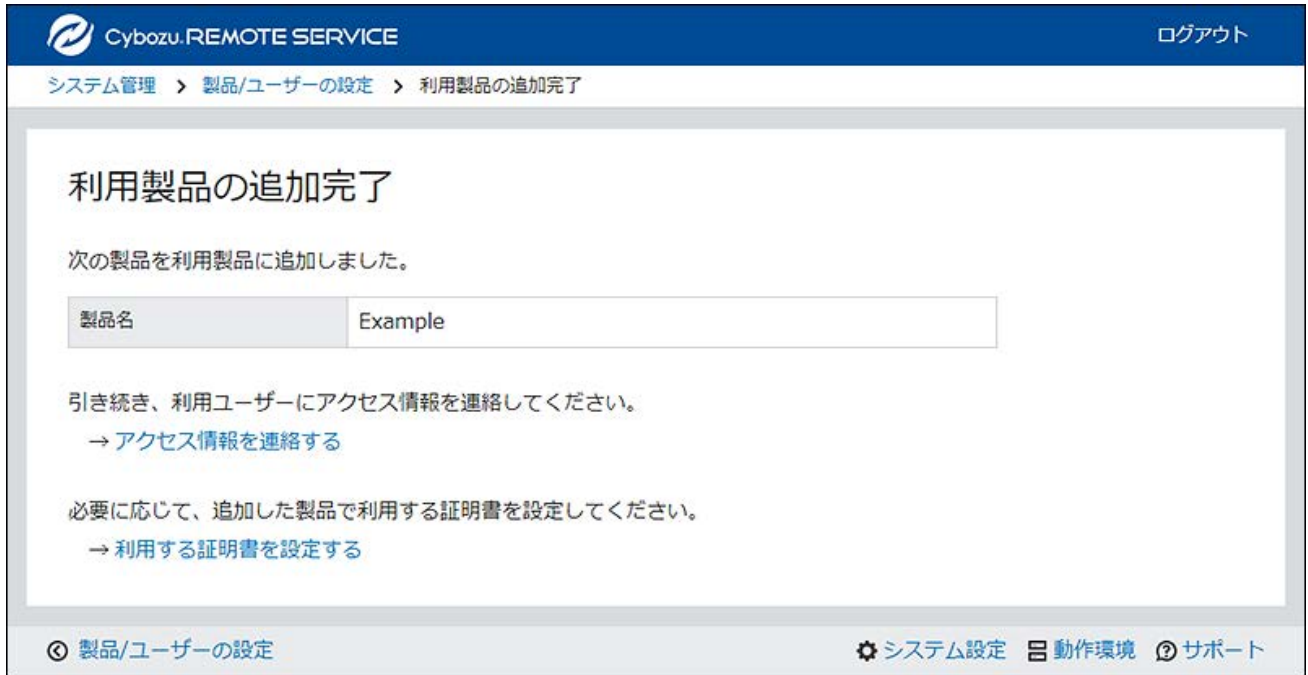 Cybozu.REMOTE SERVICE ログアウト
システム管理 > 製品/ユーザーの設定 > 利用製品の追加完了
利用製品の追加完了
次の製品を利用製品に追加しました。
製品名 Example
引き続き、利用ユーザーにアクセス情報を連絡してください。
→ アクセス情報を連絡する
必要に応じて、追加した製品で利用する証明書を設定してください。
→ 利用する証明書を設定する
製品/ユーザーの設定 システム設定 動作環境 サポート